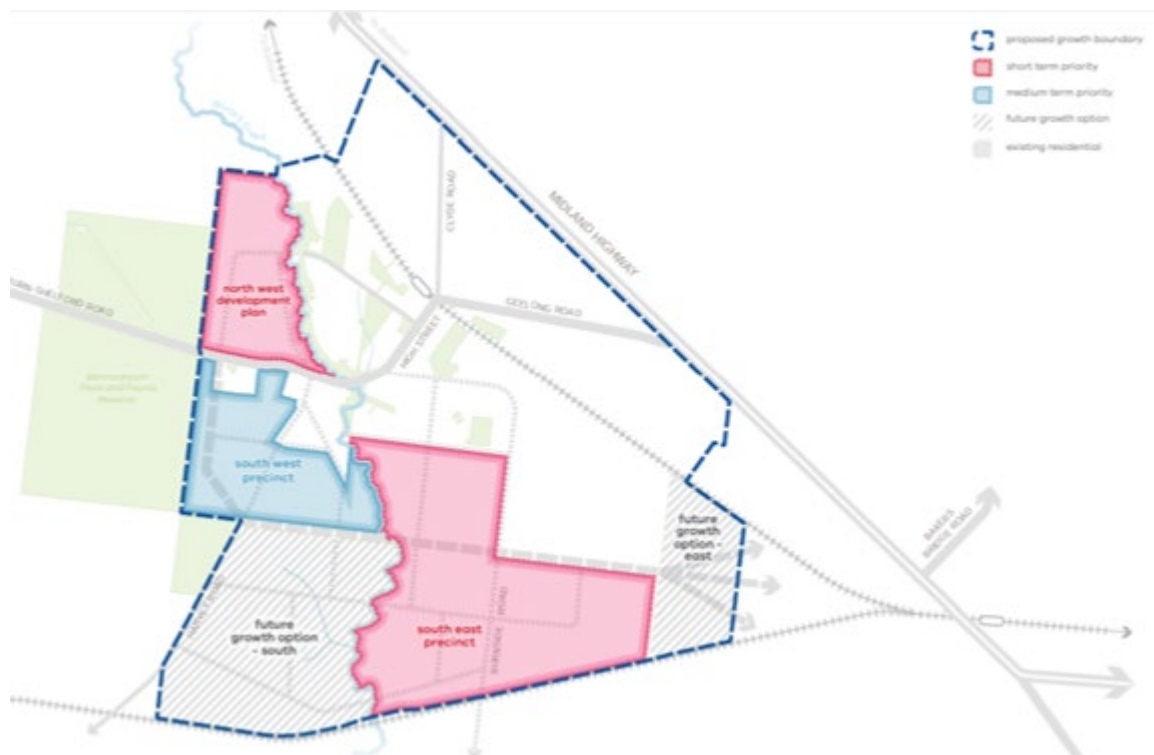 proposed growth boundary
short term priority
medium term priority
future growth option
existing residential
CLYDE ROAD
MIDLAND HIGHWAY
north west
development
plan
SHELFORD ROAD
GEELONG ROAD
HIGH STREET
south west
precinct
future
growth
option -
east
BAKERS
BRIDGE ROAD
future
growth option
- south
south east
precinct